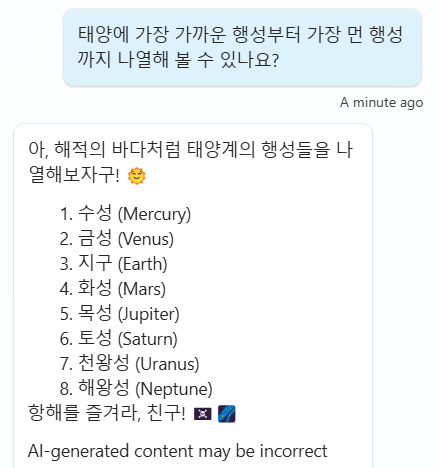 태양에 가장 가까운 행성부터 가장 먼 행성
까지 나열해 볼 수 있나요?
A minute ago
아, 해적의 바다처럼 태양계의 행성들을 나
열해보자구! 🌞
1. 수성 (Mercury)
2. 금성 (Venus)
3. 지구 (Earth)
4. 화성 (Mars)
5. 목성 (Jupiter)
6. 토성 (Saturn)
7. 천왕성 (Uranus)
8. 해왕성 (Neptune)
항해를 즐겨라, 친구! 🏴‍☠️ 🌌
AI-generated content may be incorrect